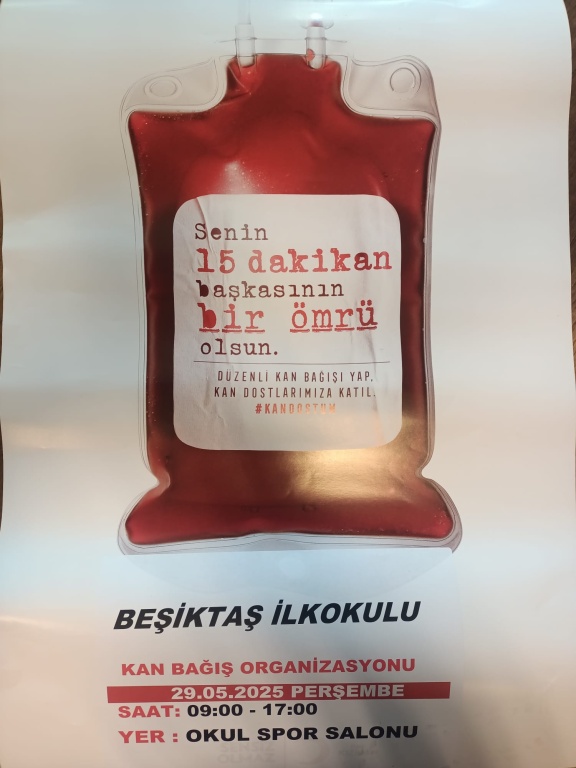 Senin
15 dakikan
başkasının
bir ömrü
olsun.
DÜZENLİ KAN BAĞIŞI YAP.
KAN DOSTLARIMIZA KATIL.
#KANDOSTUM
BEŞİKTAŞ İLKOKULU
KAN BAĞIŞ ORGANİZASYONU
29.05.2025 PERŞEMBE
SAAT: 09:00 - 17:00
YER : OKUL SPOR SALONU